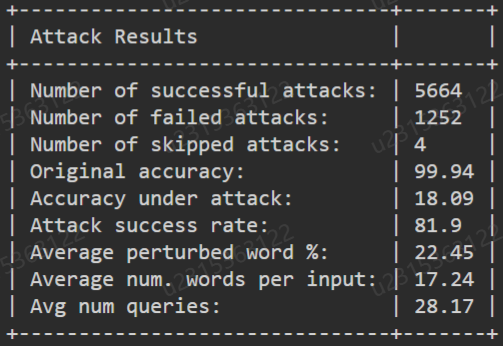 +-------------------------------+-------+
| Attack Results                |       |
+-------------------------------+-------+
| Number of successful attacks: | 5664  |
| Number of failed attacks:     | 1252  |
| Number of skipped attacks:    | 4     |
| Original accuracy:            | 99.94 |
| Accuracy under attack:        | 18.09 |
| Attack success rate:          | 81.9  |
| Average perturbed word %:     | 22.45 |
| Average num. words per input: | 17.24 |
| Avg num queries:              | 28.17 |
+-------------------------------+-------+